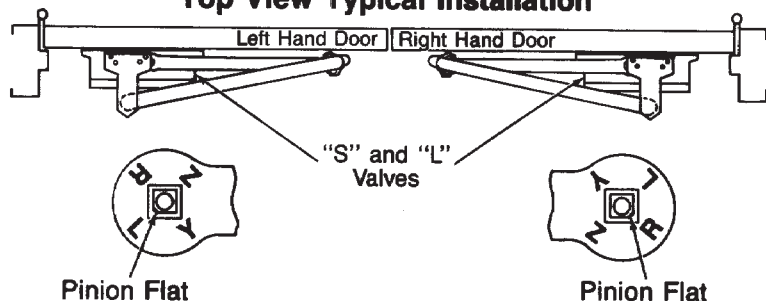 Top View Typical Installation
Left Hand Door Right Hand Door
"S" and "L"
Valves
R Z
L Y
Y L
Z R
Pinion Flat Pinion Flat